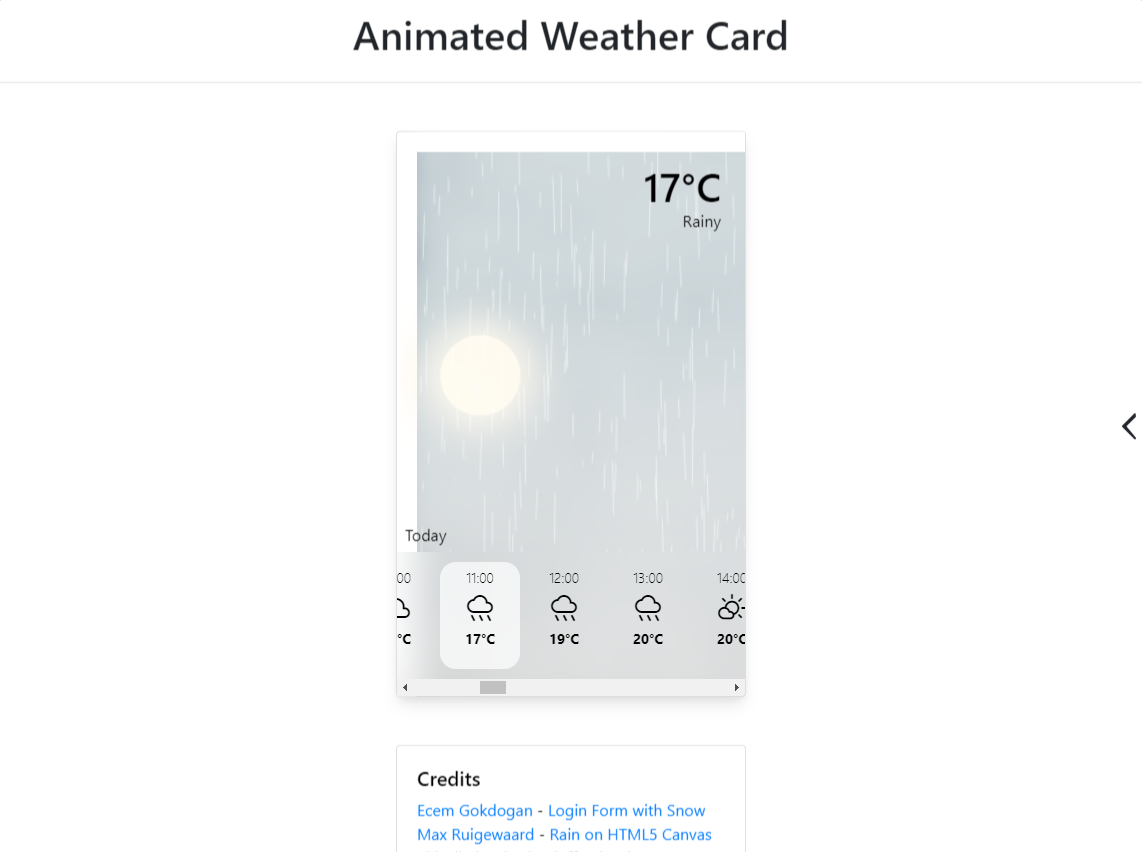 Animated Weather Card
17°C
Rainy
Today
00 11:00 12:00 13:00 14:00
°C 17°C 19°C 20°C 20°C
Credits
Ecem Gokdogan - Login Form with Snow
Max Ruigewaard - Rain on HTML5 Canvas